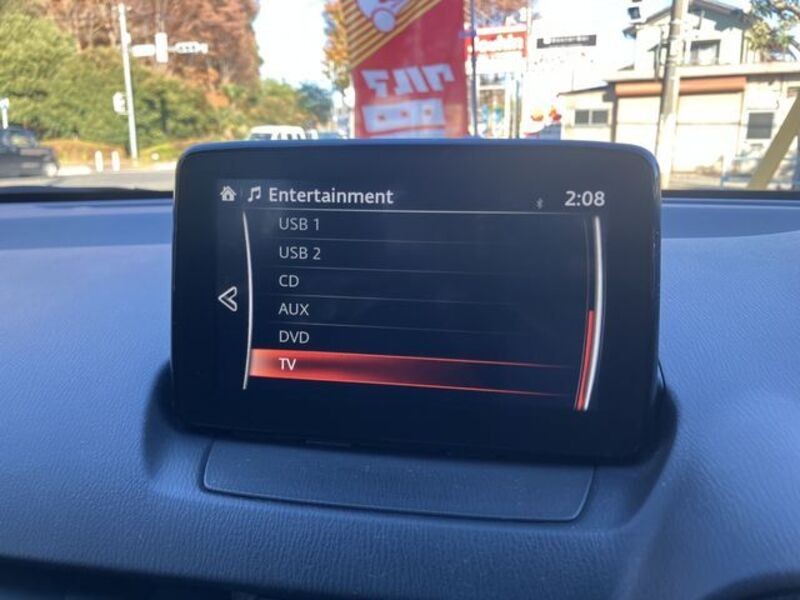 Entertainment
2:08
USB 1
USB 2
CD
AUX
DVD
TV